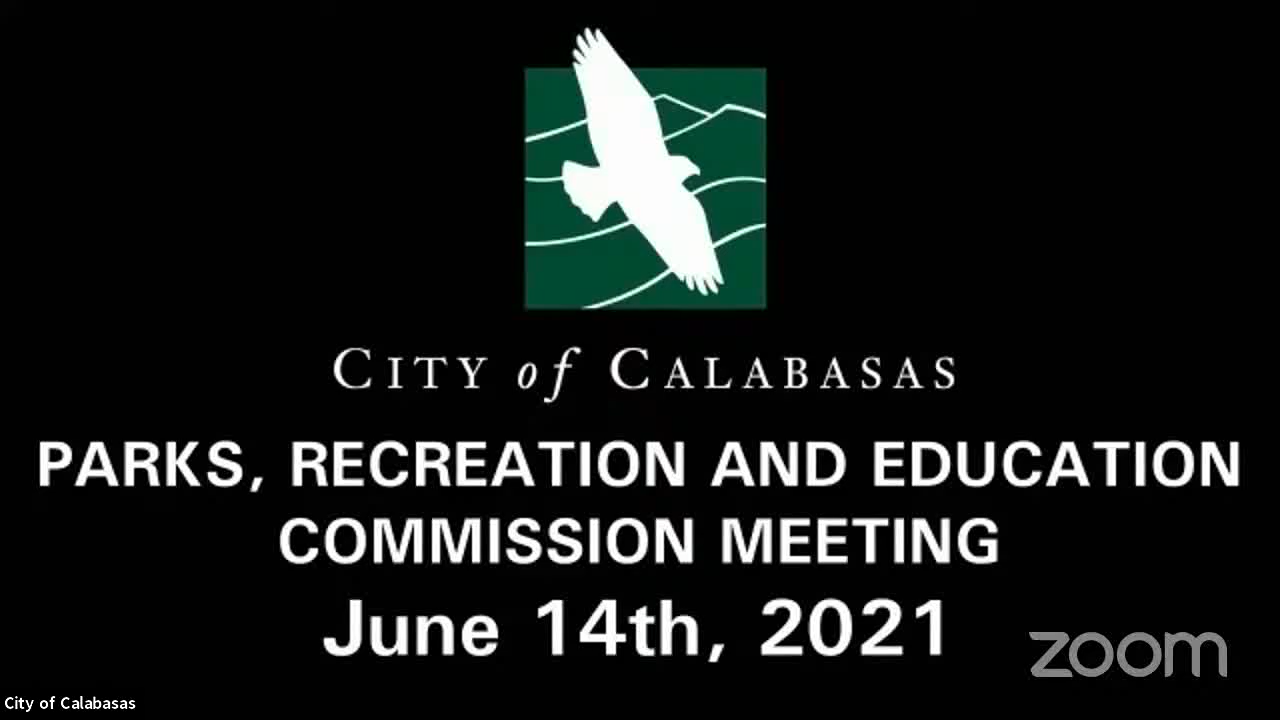 CITY of CALABASAS
PARKS, RECREATION AND EDUCATION
COMMISSION MEETING
June 14th, 2021
zoom
City of Calabasas